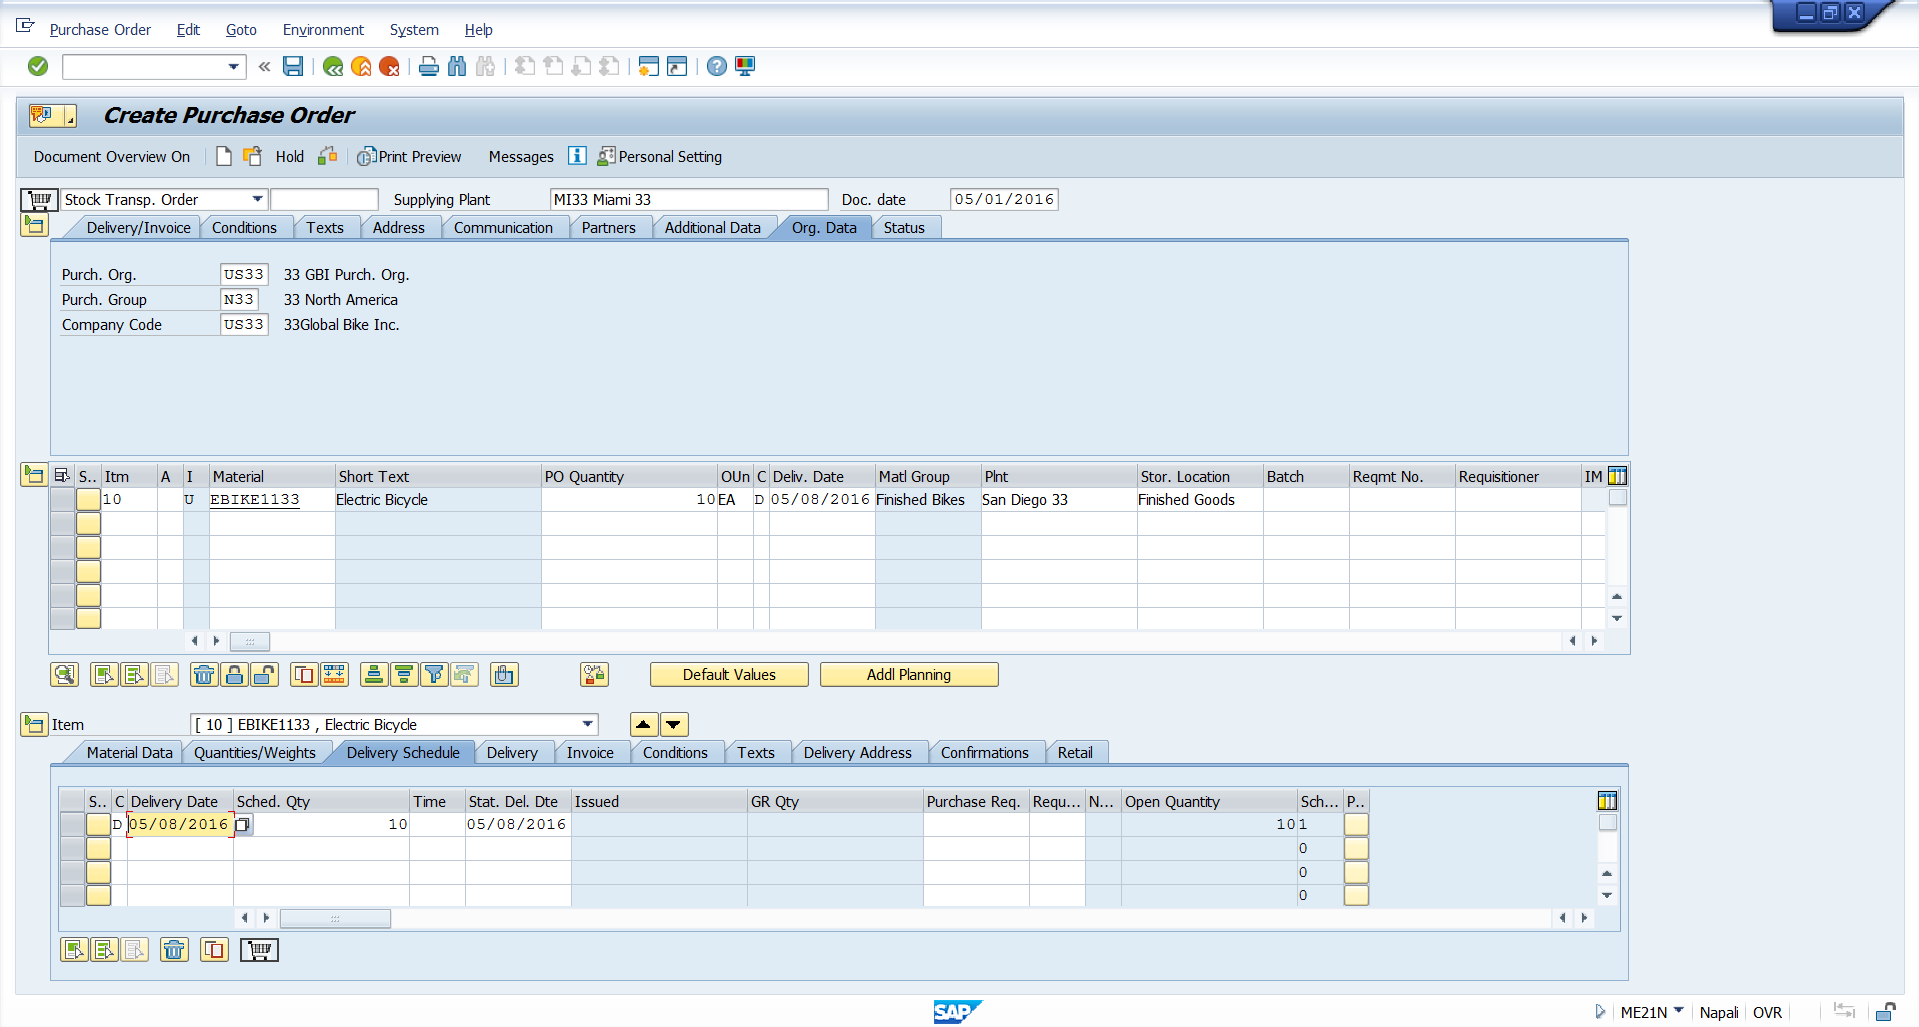 Purchase Order Edit Goto Environment System Help
Create Purchase Order
Document Overview On Hold Print Preview Messages Personal Setting
Stock Transp. Order Supplying Plant MI33 Miami 33 Doc. date 05/01/2016
Delivery/Invoice Conditions Texts Address Communication Partners Additional Data Org. Data Status
Purch. Org. US33 33 GBI Purch. Org.
Purch. Group N33 33 North America
Company Code US33 33Global Bike Inc.
S.. Itm A I Material Short Text PO Quantity OUn C Deliv. Date Matl Group Plnt Stor. Location Batch Reqmt No. Requisitioner IM
10 U EBIKE1133 Electric Bicycle 10 EA D 05/08/2016 Finished Bikes San Diego 33 Finished Goods
Default Values Addl Planning
Item [ 10 ] EBIKE1133 , Electric Bicycle
Material Data Quantities/Weights Delivery Schedule Delivery Invoice Conditions Texts Delivery Address Confirmations Retail
S.. C Delivery Date Sched. Qty Time Stat. Del. Dte Issued GR Qty Purchase Req. Requ... N... Open Quantity Sch... P..
D 05/08/2016 10 05/08/2016 10 1
0
0
0
SAP ME21N Napali OVR